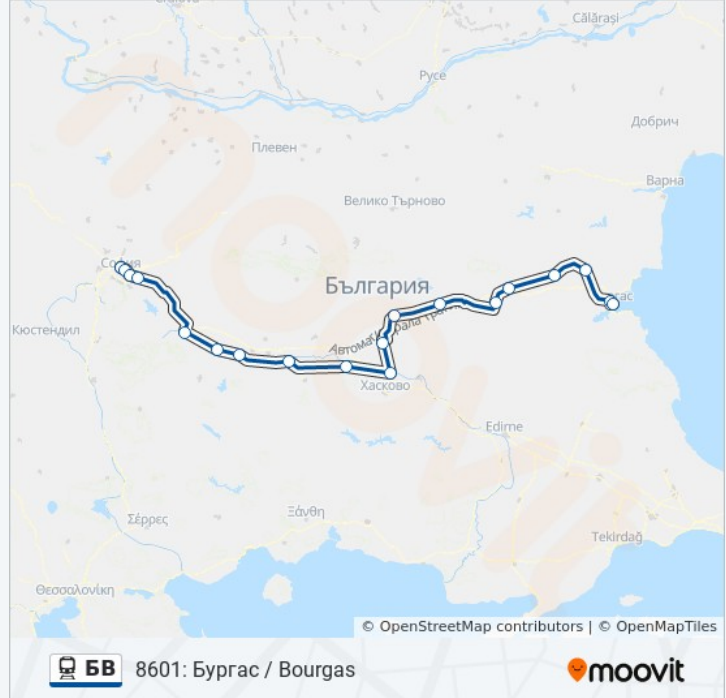 Călărași
Русе
Добрич
Плевен
Варна
Велико Търново
София
България
Кюстендил
Хасково
Edirne
Ξάνθη
Σέρρες
Tekirdağ
Θεσσαλονίκη
© OpenStreetMap contributors | © OpenMapTiles
БВ 8601: Бургас / Bourgas moovit